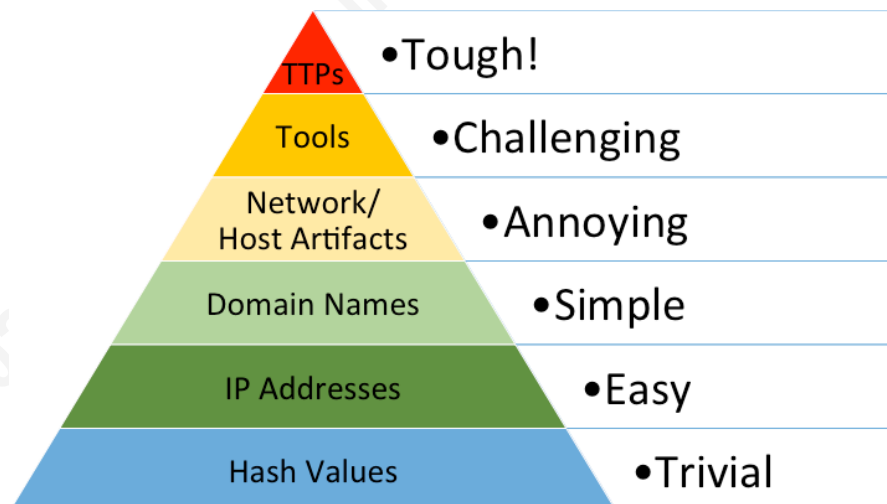 TTPs
•Tough!
Tools
•Challenging
Network/
Host Artifacts
•Annoying
Domain Names
•Simple
IP Addresses
•Easy
Hash Values
•Trivial